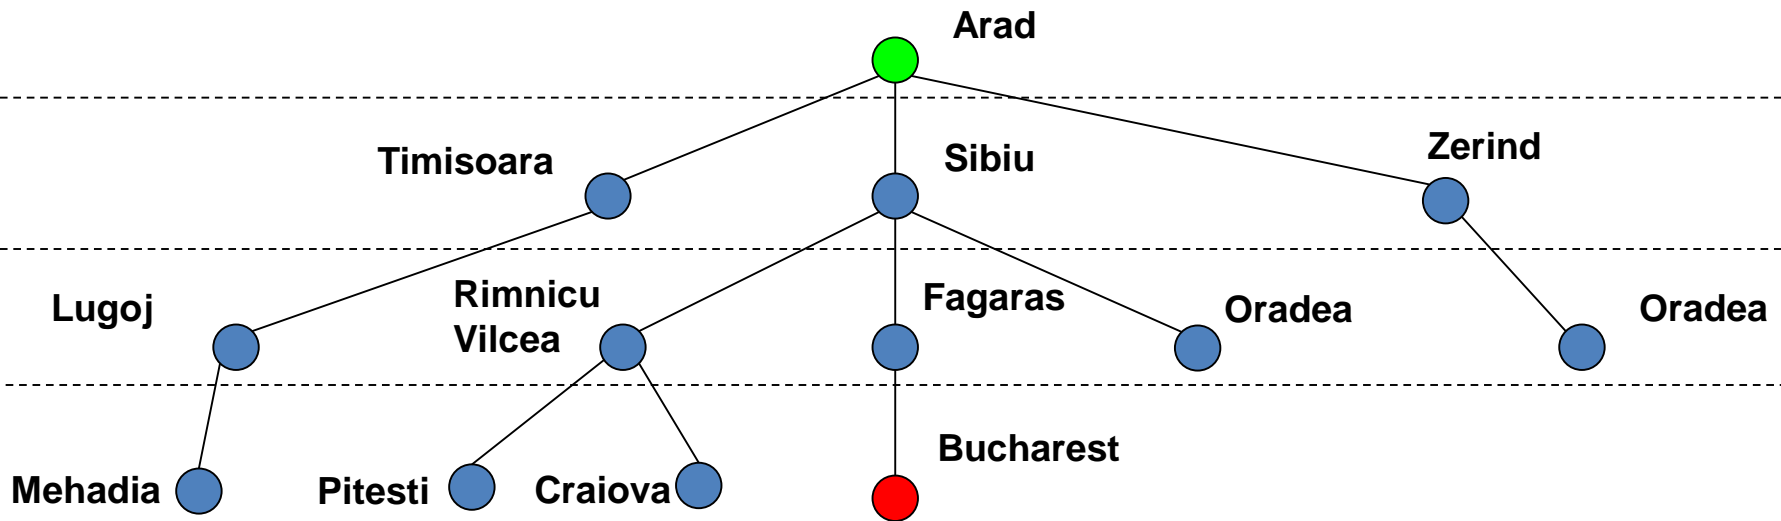 Arad
Timisoara
Sibiu
Zerind
Lugoj
Rimnicu
Vilcea
Fagaras
Oradea
Oradea
Mehadia
Pitesti
Craiova
Bucharest